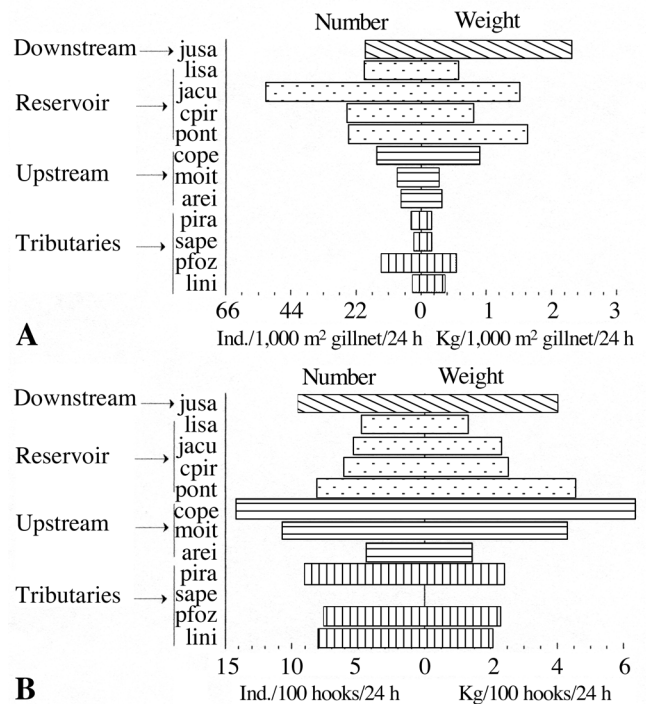 Number Weight
Downstream jusa
lisa
Reservoir jacu
cpir
pont
cope
Upstream moit
arei
pira
Tributaries sape
pfoz
lini
66 44 22 0 1 2 3
A Ind./1,000 m² gillnet/24 h Kg/1,000 m² gillnet/24 h
Number Weight
Downstream jusa
lisa
Reservoir jacu
cpir
pont
cope
Upstream moit
arei
pira
Tributaries sape
pfoz
lini
15 10 5 0 2 4 6
B Ind./100 hooks/24 h Kg/100 hooks/24 h